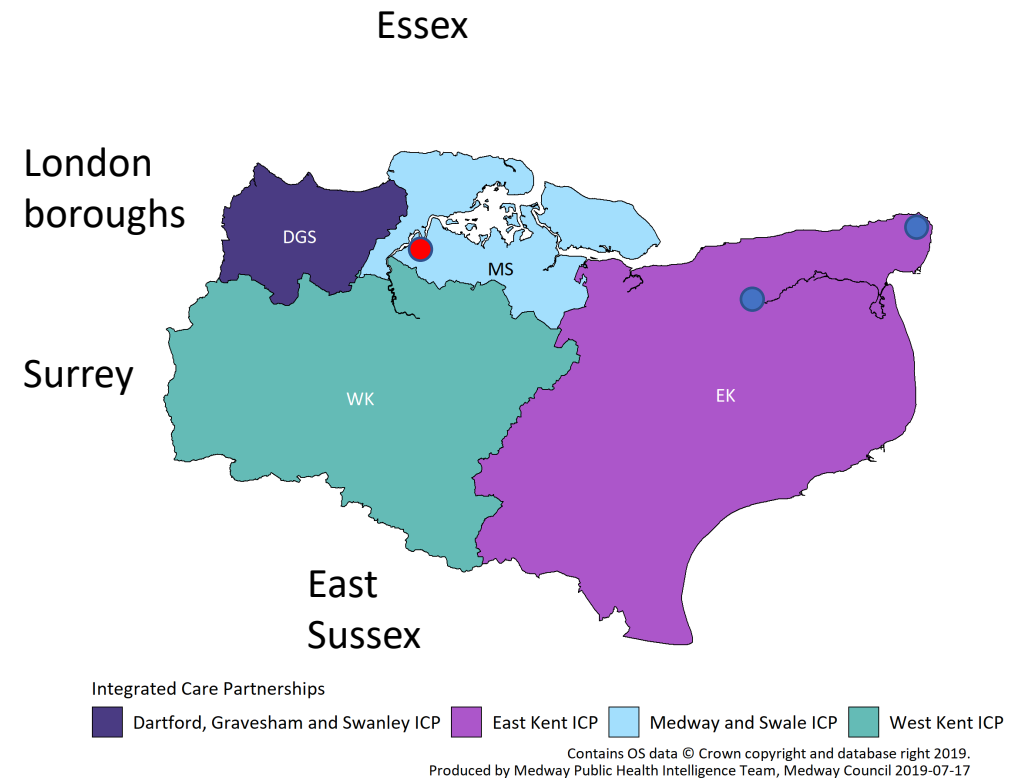 Essex
London
boroughs
DGS
MS
Surrey
WK
EK
East
Sussex
Integrated Care Partnerships
Dartford, Gravesham and Swanley ICP
East Kent ICP
Medway and Swale ICP
West Kent ICP
Contains OS data © Crown copyright and database right 2019.
Produced by Medway Public Health Intelligence Team, Medway Council 2019-07-17